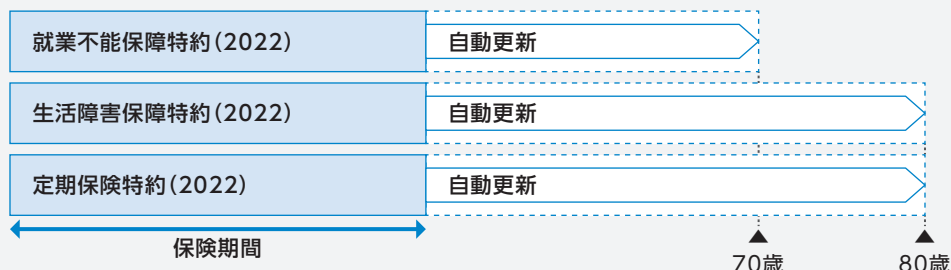 就業不能保障特約(2022)
自動更新
生活障害保障特約(2022)
自動更新
定期保険特約(2022)
自動更新
保険期間
70歳
80歳